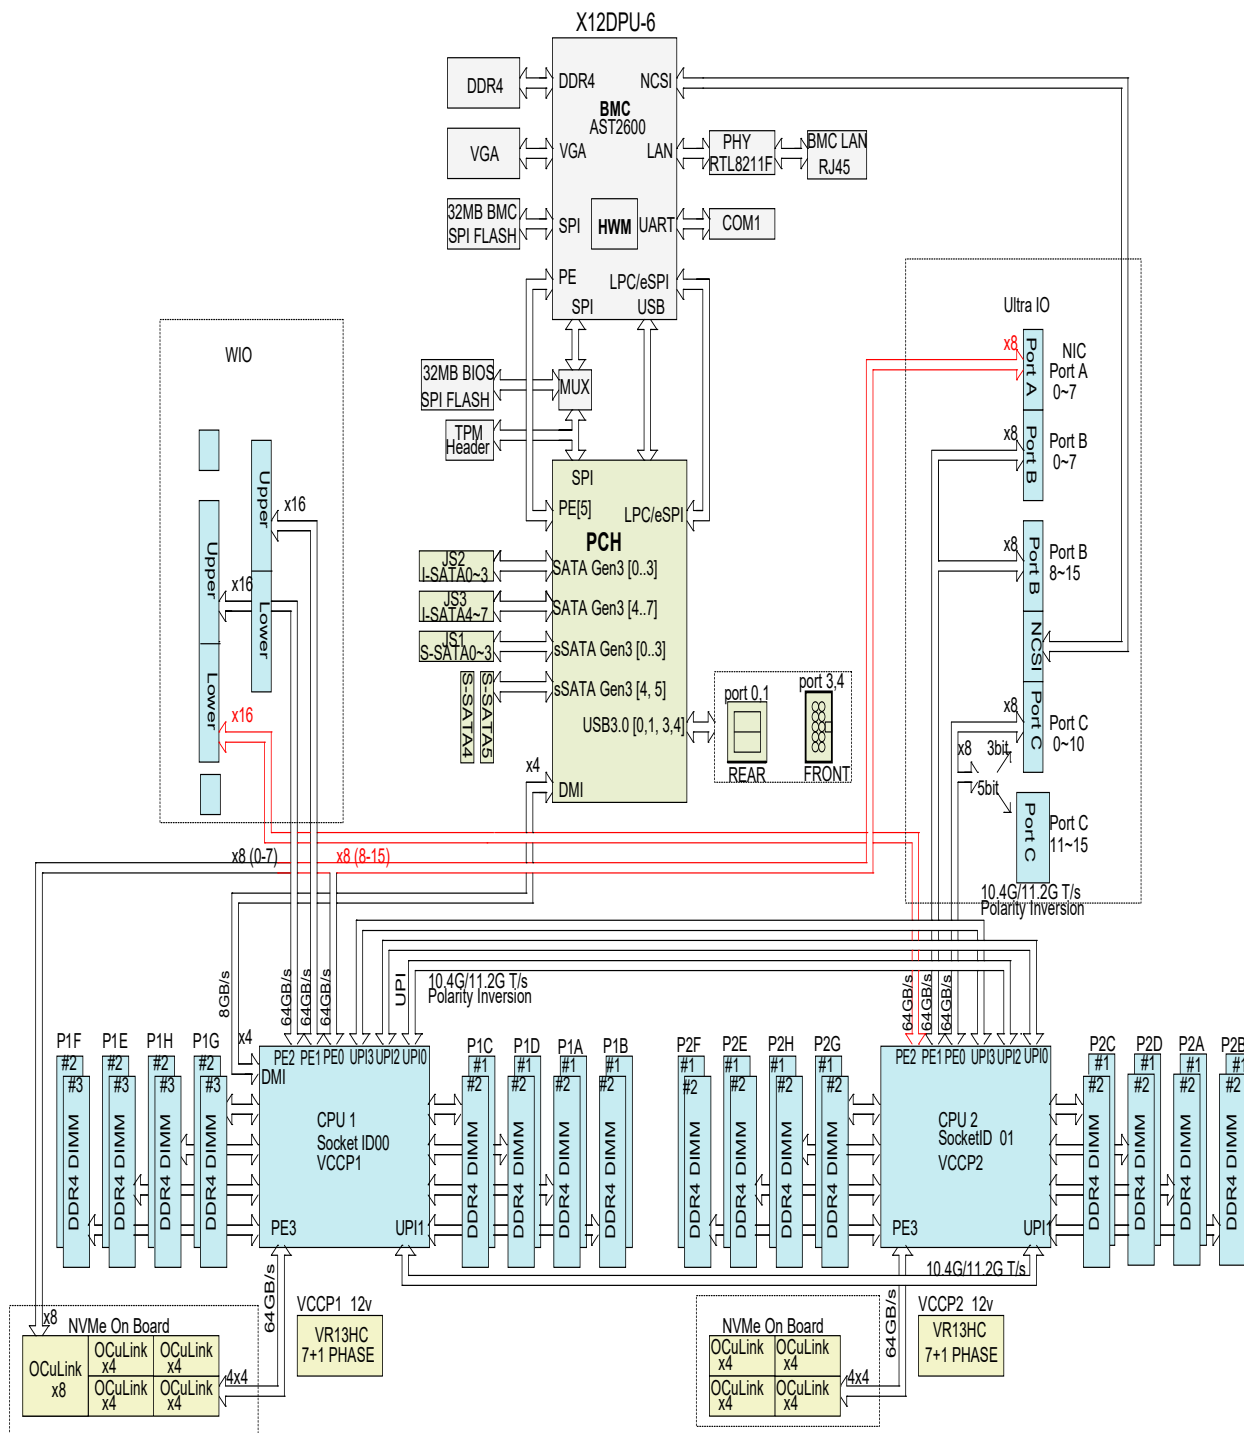 X12DPU-6
DDR4
DDR4
NCSI
BMC
AST2600
VGA
VGA
LAN
PHY
RTL8211F
BMC LAN
RJ45
32MB BMC
SPI FLASH
SPI
HWM
UART
COM1
PE
LPC/eSPI
SPI
USB
Ultra IO
WIO
32MB BIOS
SPI FLASH
MUX
TPM
Header
x8
Port A
NIC
Port A
0~7
x8
Port B
Port B
0~7
Upper
x16
Upper
x16
Lower
Lower
x16
SPI
PE[5]
LPC/eSPI
PCH
JS2
I-SATA0~3
SATA Gen3 [0..3]
JS3
I-SATA4~7
SATA Gen3 [4..7]
JS1
S-SATA0~3
sSATA Gen3 [0..3]
S-SATA4
S-SATA5
sSATA Gen3 [4, 5]
USB3.0 [0,1, 3,4]
port 0,1
port 3,4
REAR
FRONT
x4
DMI
x8
Port B
Port B
8~15
NCSI
x8
Port C
Port C
0~10
x8
3bit
5bit
Port C
Port C
11~15
10.4G/11.2G T/s
Polarity Inversion
x8 (0-7)
x8 (8-15)
8GB/s
64GB/s
64GB/s
64GB/s
UPI
10.4G/11.2G T/s
Polarity Inversion
64GB/s
64GB/s
64GB/s
x4
P1F
P1E
P1H
P1G
#2
#2
#2
#2
#3
#3
#3
#3
DDR4 DIMM
DDR4 DIMM
DDR4 DIMM
DDR4 DIMM
PE2
PE1
PE0
UPI3
UPI2
UPI0
DMI
CPU 1
Socket ID00
VCCP1
PE3
UPI1
P1C
P1D
P1A
P1B
#1
#1
#1
#1
#2
#2
#2
#2
DDR4 DIMM
DDR4 DIMM
DDR4 DIMM
DDR4 DIMM
P2F
P2E
P2H
P2G
#1
#1
#1
#1
#2
#2
#2
#2
DDR4 DIMM
DDR4 DIMM
DDR4 DIMM
DDR4 DIMM
PE2
PE1
PE0
UPI3
UPI2
UPI0
CPU 2
SocketID 01
VCCP2
PE3
UPI1
P2C
P2D
P2A
P2B
#1
#1
#1
#1
#2
#2
#2
#2
DDR4 DIMM
DDR4 DIMM
DDR4 DIMM
DDR4 DIMM
10.4G/11.2G T/s
64GB/s
64GB/s
x8
NVMe On Board
OCuLink
x8
OCuLink
x4
OCuLink
x4
OCuLink
x4
OCuLink
x4
4x4
VCCP1 12v
VR13HC
7+1 PHASE
NVMe On Board
OCuLink
x4
OCuLink
x4
OCuLink
x4
OCuLink
x4
4x4
VCCP2 12v
VR13HC
7+1 PHASE